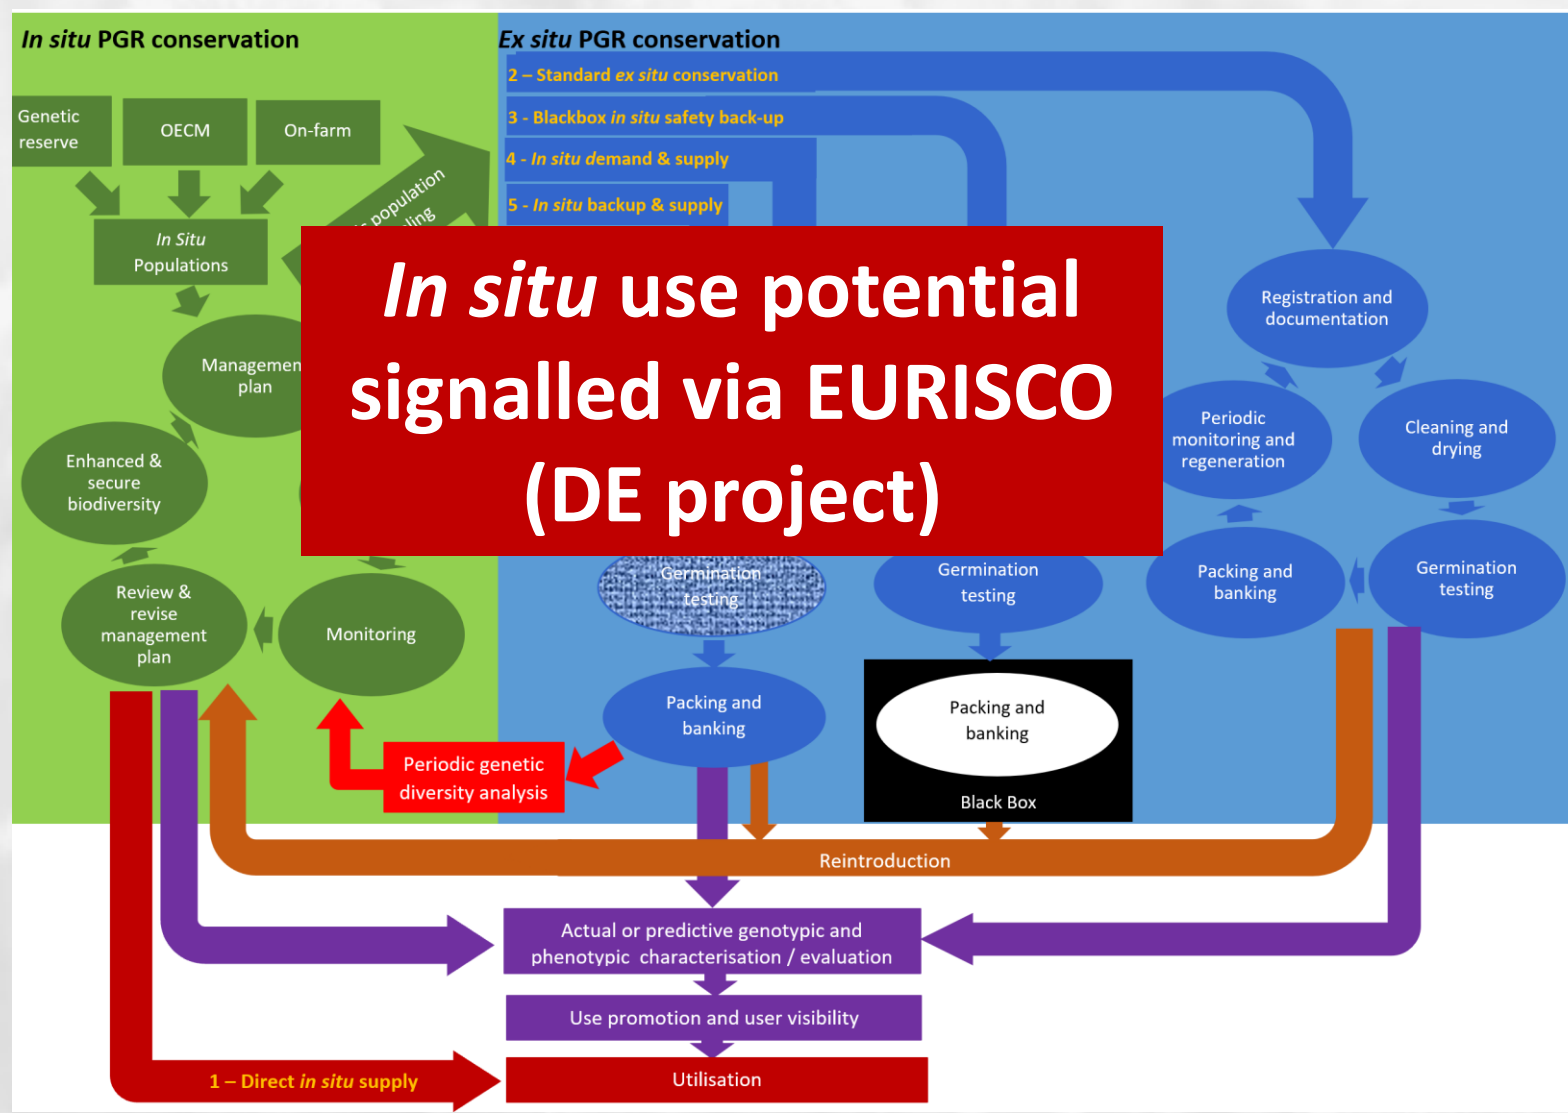 In situ PGR conservation
Ex situ PGR conservation
2 – Standard ex situ conservation
3 - Blackbox in situ safety back-up
4 - In situ demand & supply
5 - In situ backup & supply
Genetic
reserve
OECM
On-farm
population
In Situ
Populations
In situ use potential
signalled via EURISCO
(DE project)
Management
plan
Enhanced &
secure
biodiversity
Review &
revise
management
plan
Monitoring
Registration and
documentation
Periodic
monitoring and
regeneration
Cleaning and
drying
Packing and
banking
Germination
testing
Germination
testing
Germination
testing
Packing and
banking
Packing and
banking
Black Box
Periodic genetic
diversity analysis
Reintroduction
Actual or predictive genotypic and
phenotypic characterisation / evaluation
Use promotion and user visibility
1 – Direct in situ supply
Utilisation